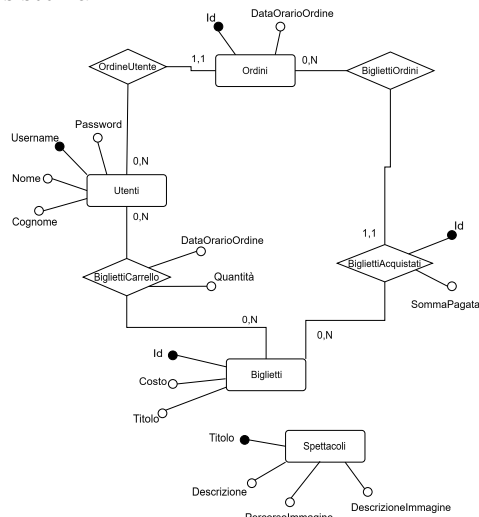 Id
DataOrarioOrdine
OrdineUtente
1,1
Ordini
0,N
BigliettiOrdini
Password
Username
0,N
Nome
Utenti
Cognome
0,N
1,1
Id
DataOrarioOrdine
BigliettiCarrello
Quantità
BigliettiAcquistati
SommaPagata
0,N
0,N
Id
Costo
Biglietti
Titolo
Titolo
Spettacoli
Descrizione
DescrizioneImmagine
PercorsoImmagine